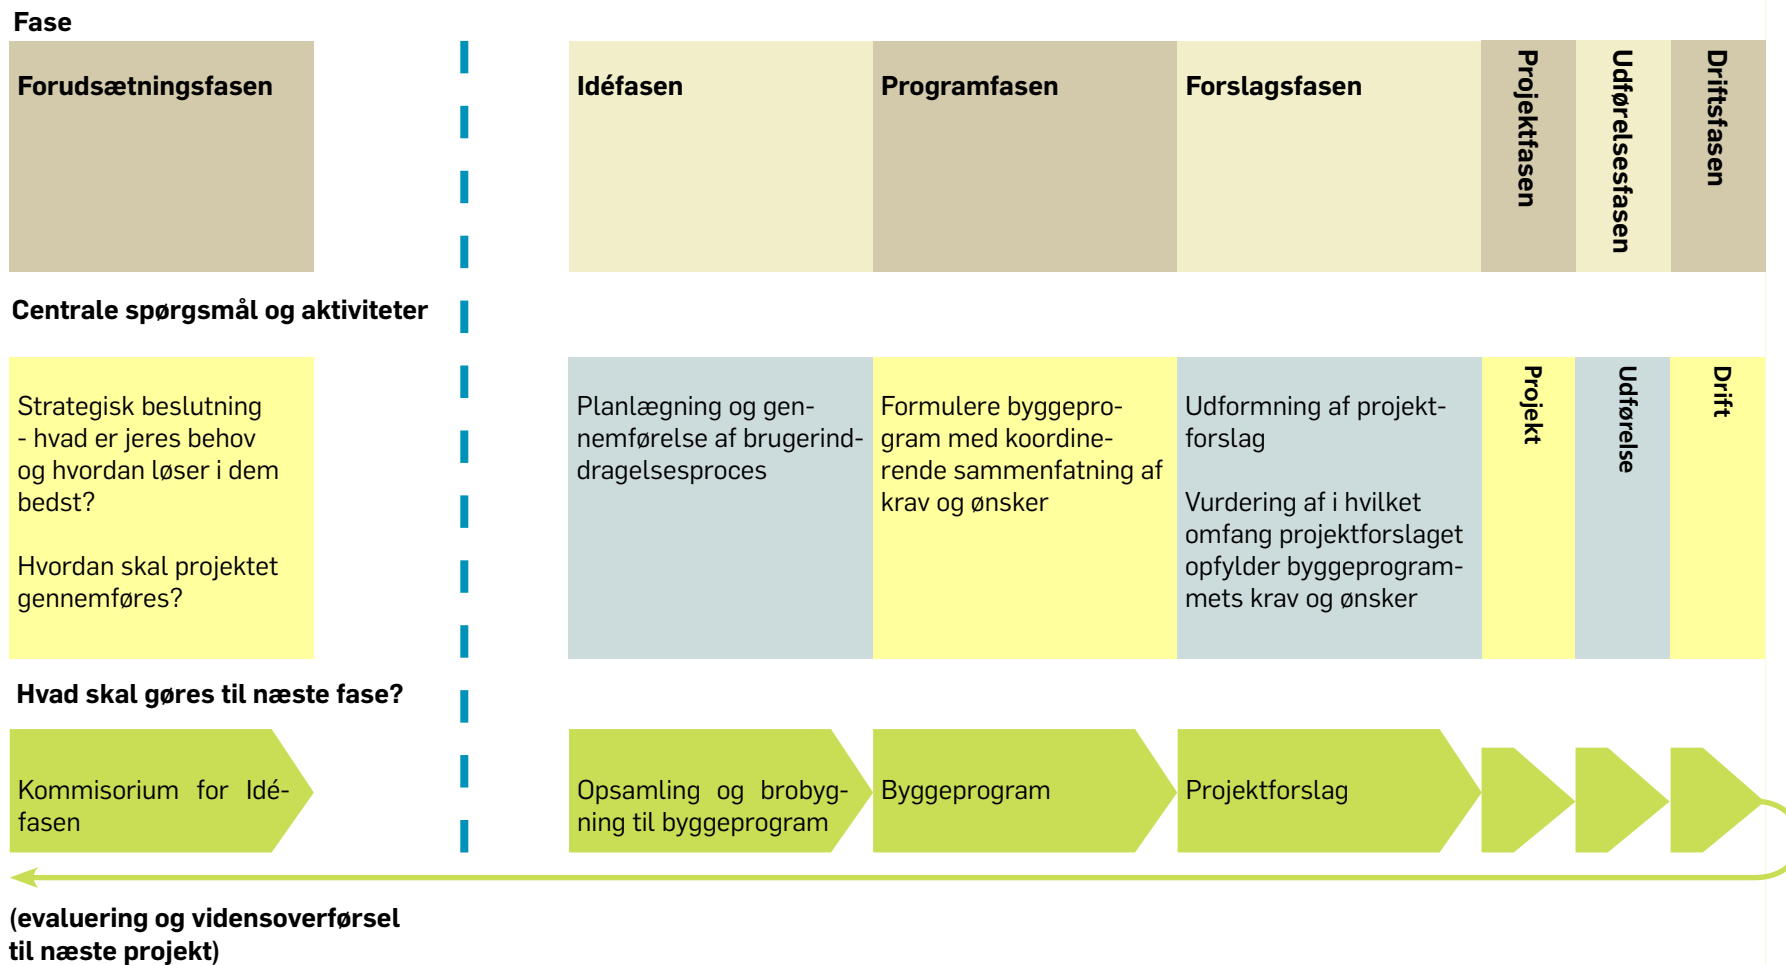 Fase
Forudsætningsfasen
Idéfasen
Programfasen
Forslagsfasen
Projektfasen
Udførelsesfasen
Driftsfasen
Centrale spørgsmål og aktiviteter
Strategisk beslutning
- hvad er jeres behov
og hvordan løser i dem
bedst?
Hvordan skal projektet
gennemføres?
Planlægning og gen-
nemførelse af brugerind-
dragelsesproces
Formulere byggepro-
gram med koordine-
rende sammenfatning af
krav og ønsker
Udformning af projekt-
forslag
Vurdering af i hvilket
omfang projektforslaget
opfylder byggeprogram-
mets krav og ønsker
Projekt
Udførelse
Drift
Hvad skal gøres til næste fase?
Kommisorium for Idé-
fasen
Opsamling og brobyg-
ning til byggeprogram
Byggeprogram
Projektforslag
(evaluering og vidensoverførsel
til næste projekt)